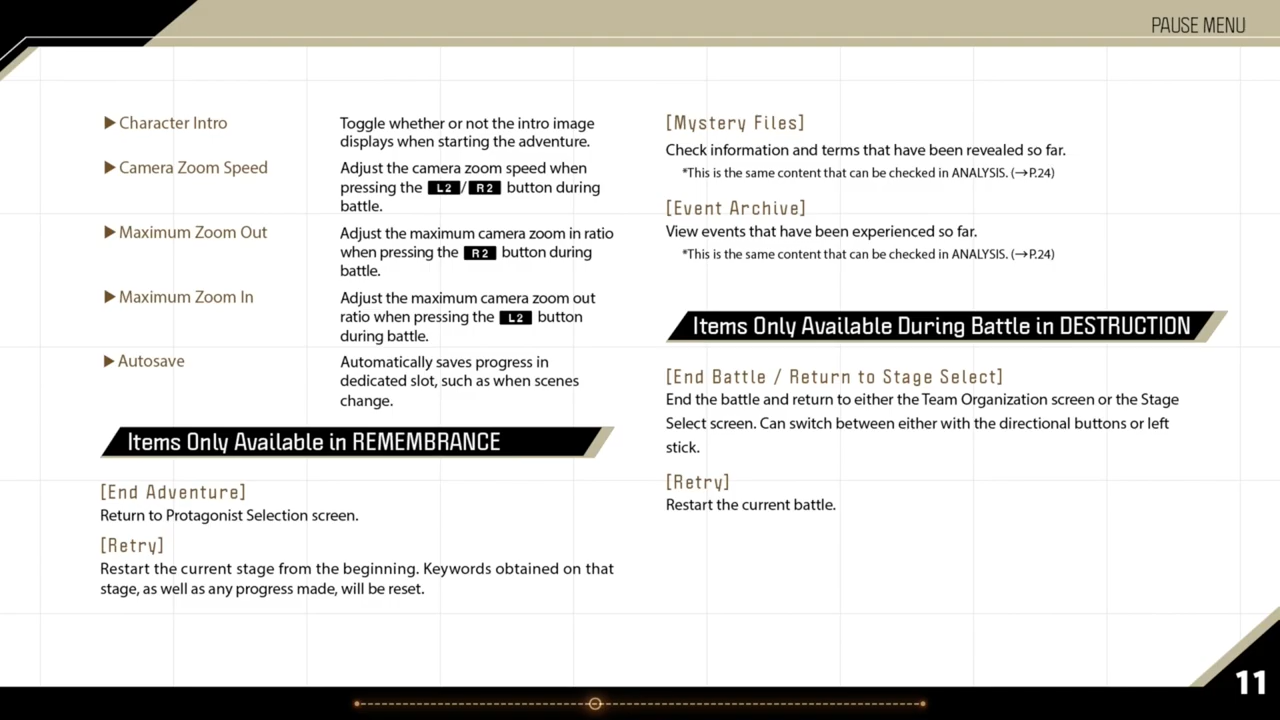 PAUSE MENU
▶Character Intro
Toggle whether or not the intro image
displays when starting the adventure.
▶Camera Zoom Speed
Adjust the camera zoom speed when
pressing the L2/R2 button during
battle.
▶Maximum Zoom Out
Adjust the maximum camera zoom in ratio
when pressing the R2 button during
battle.
▶Maximum Zoom In
Adjust the maximum camera zoom out
ratio when pressing the L2 button
during battle.
▶Autosave
Automatically saves progress in
dedicated slot, such as when scenes
change.
Items Only Available in REMEMBRANCE
[End Adventure]
Return to Protagonist Selection screen.
[Retry]
Restart the current stage from the beginning. Keywords obtained on that
stage, as well as any progress made, will be reset.
[Mystery Files]
Check information and terms that have been revealed so far.
*This is the same content that can be checked in ANALYSIS. (→P.24)
[Event Archive]
View events that have been experienced so far.
*This is the same content that can be checked in ANALYSIS. (→P.24)
Items Only Available During Battle in DESTRUCTION
[End Battle / Return to Stage Select]
End the battle and return to either the Team Organization screen or the Stage
Select screen. Can switch between either with the directional buttons or left
stick.
[Retry]
Restart the current battle.
11